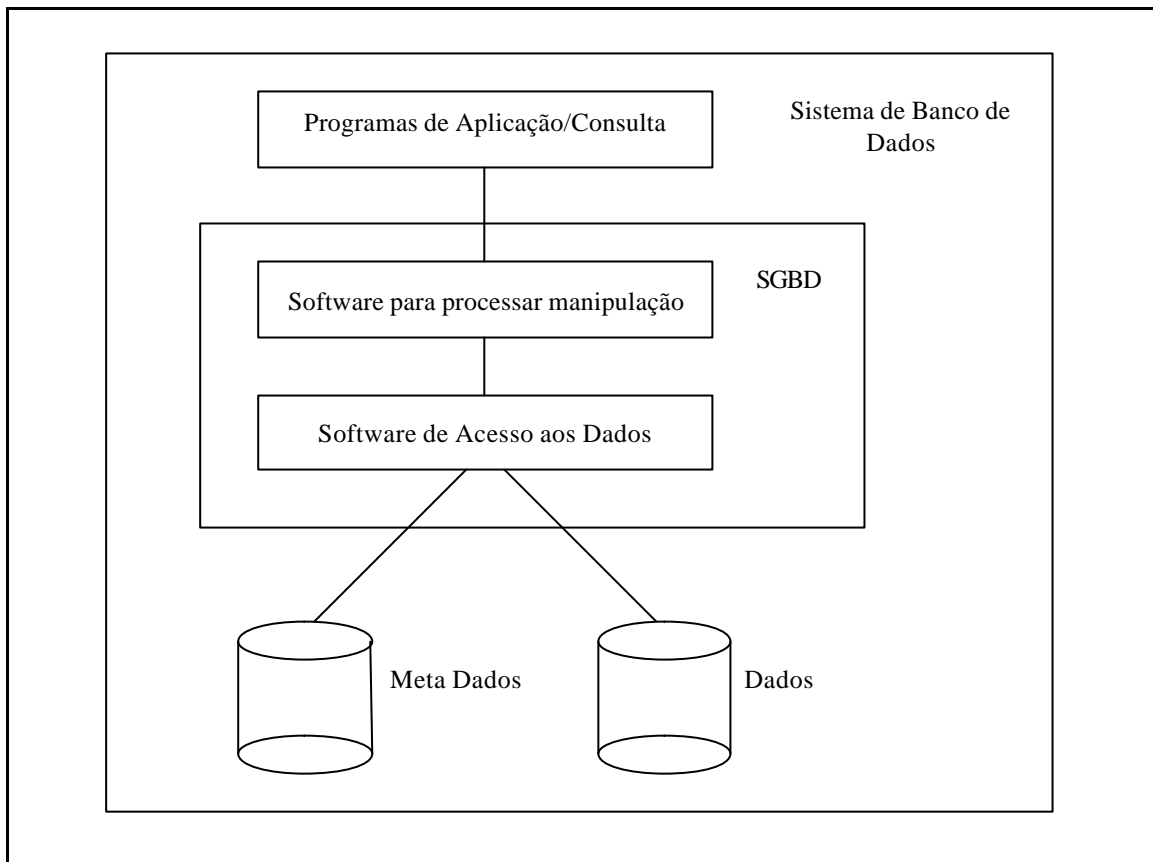 Programas de Aplicação/Consulta
Sistema de Banco de
Dados
Software para processar manipulação
SGBD
Software de Acesso aos Dados
Meta Dados
Dados